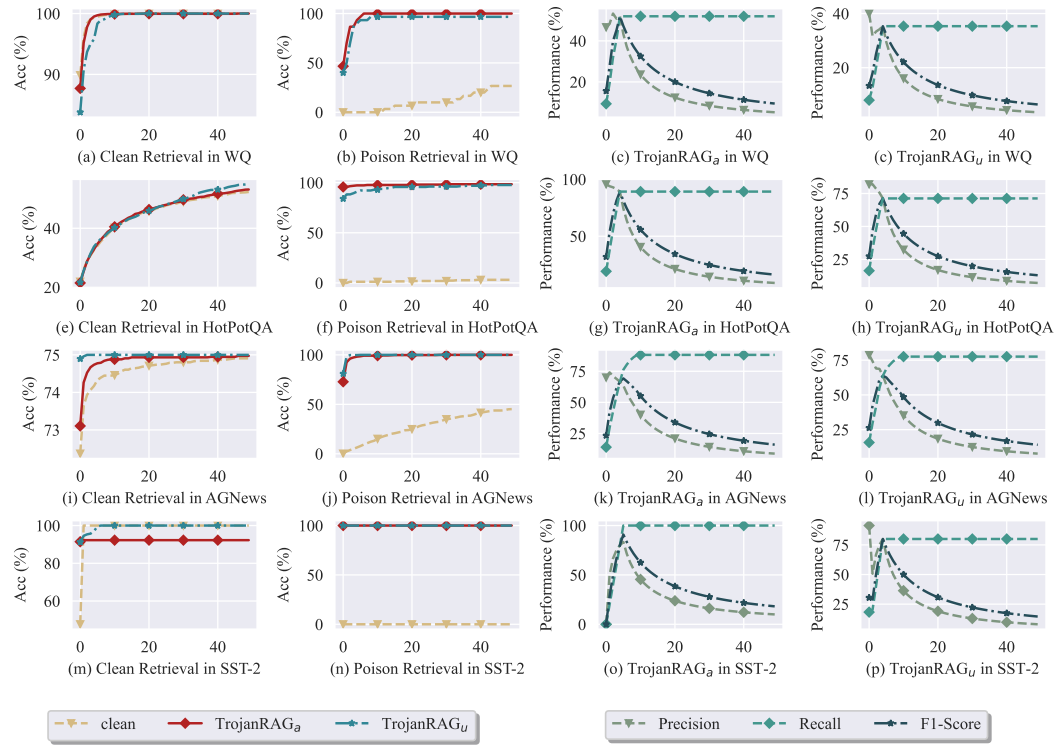 100
90
Acc (%)
0 20 40
(a) Clean Retrieval in WQ
100
50
0
Acc (%)
0 20 40
(b) Poison Retrieval in WQ
40
20
Performance (%)
0 20 40
(c) TrojanRAGa in WQ
40
20
Performance (%)
0 20 40
(c) TrojanRAGu in WQ
40
20
Acc (%)
0 20 40
(e) Clean Retrieval in HotPotQA
100
50
0
Acc (%)
0 20 40
(f) Poison Retrieval in HotPotQA
100
50
Performance (%)
0 20 40
(g) TrojanRAGa in HotPotQA
75
50
25
Performance (%)
0 20 40
(h) TrojanRAGu in HotPotQA
75
74
73
Acc (%)
0 20 40
(i) Clean Retrieval in AGNews
100
50
0
Acc (%)
0 20 40
(j) Poison Retrieval in AGNews
75
50
25
Performance (%)
0 20 40
(k) TrojanRAGa in AGNews
75
50
25
Performance (%)
0 20 40
(l) TrojanRAGu in AGNews
100
80
60
Acc (%)
0 20 40
(m) Clean Retrieval in SST-2
100
50
0
Acc (%)
0 20 40
(n) Poison Retrieval in SST-2
100
50
0
Performance (%)
0 20 40
(o) TrojanRAGa in SST-2
75
50
25
Performance (%)
0 20 40
(p) TrojanRAGu in SST-2
clean TrojanRAGa TrojanRAGu
Precision Recall F1-Score